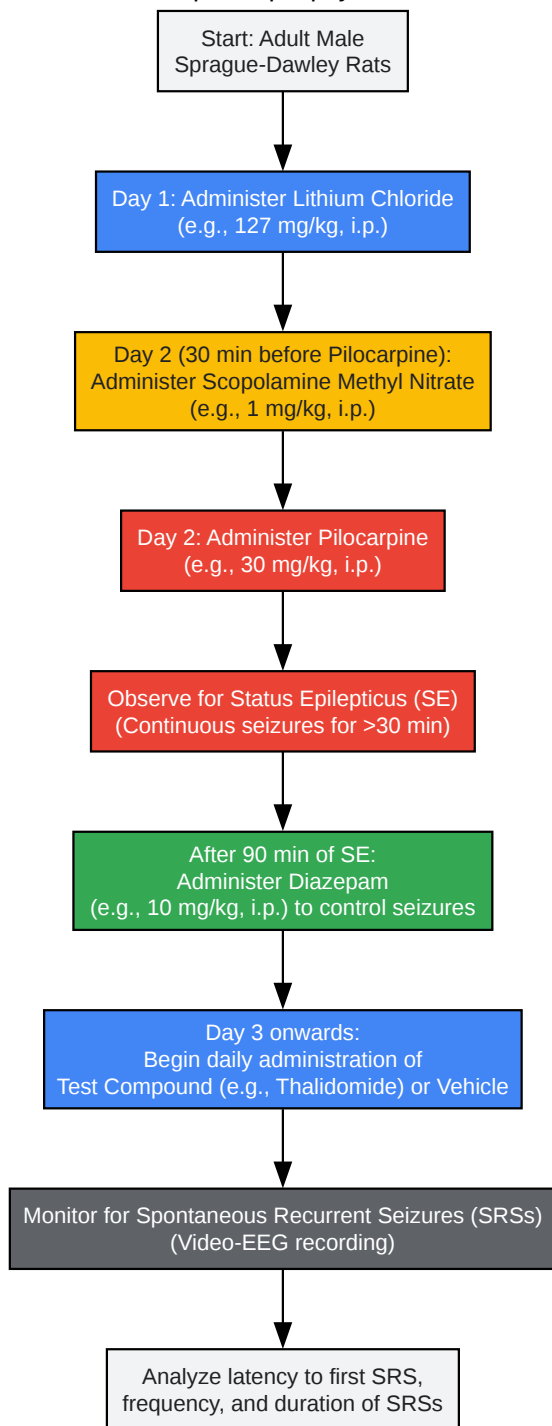 Start: Adult Male
Sprague-Dawley Rats
Day 1: Administer Lithium Chloride
(e.g., 127 mg/kg, i.p.)
Day 2 (30 min before Pilocarpine):
Administer Scopolamine Methyl Nitrate
(e.g., 1 mg/kg, i.p.)
Day 2: Administer Pilocarpine
(e.g., 30 mg/kg, i.p.)
Observe for Status Epilepticus (SE)
(Continuous seizures for >30 min)
After 90 min of SE:
Administer Diazepam
(e.g., 10 mg/kg, i.p.) to control seizures
Day 3 onwards:
Begin daily administration of
Test Compound (e.g., Thalidomide) or Vehicle
Monitor for Spontaneous Recurrent Seizures (SRSs)
(Video-EEG recording)
Analyze latency to first SRS,
frequency, and duration of SRSs